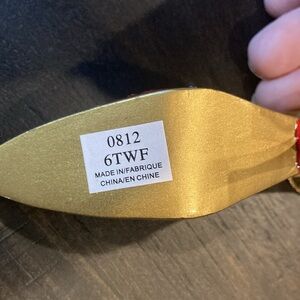 0812
6TWF
MADE IN/FABRIQUE
CHINA/EN CHINE